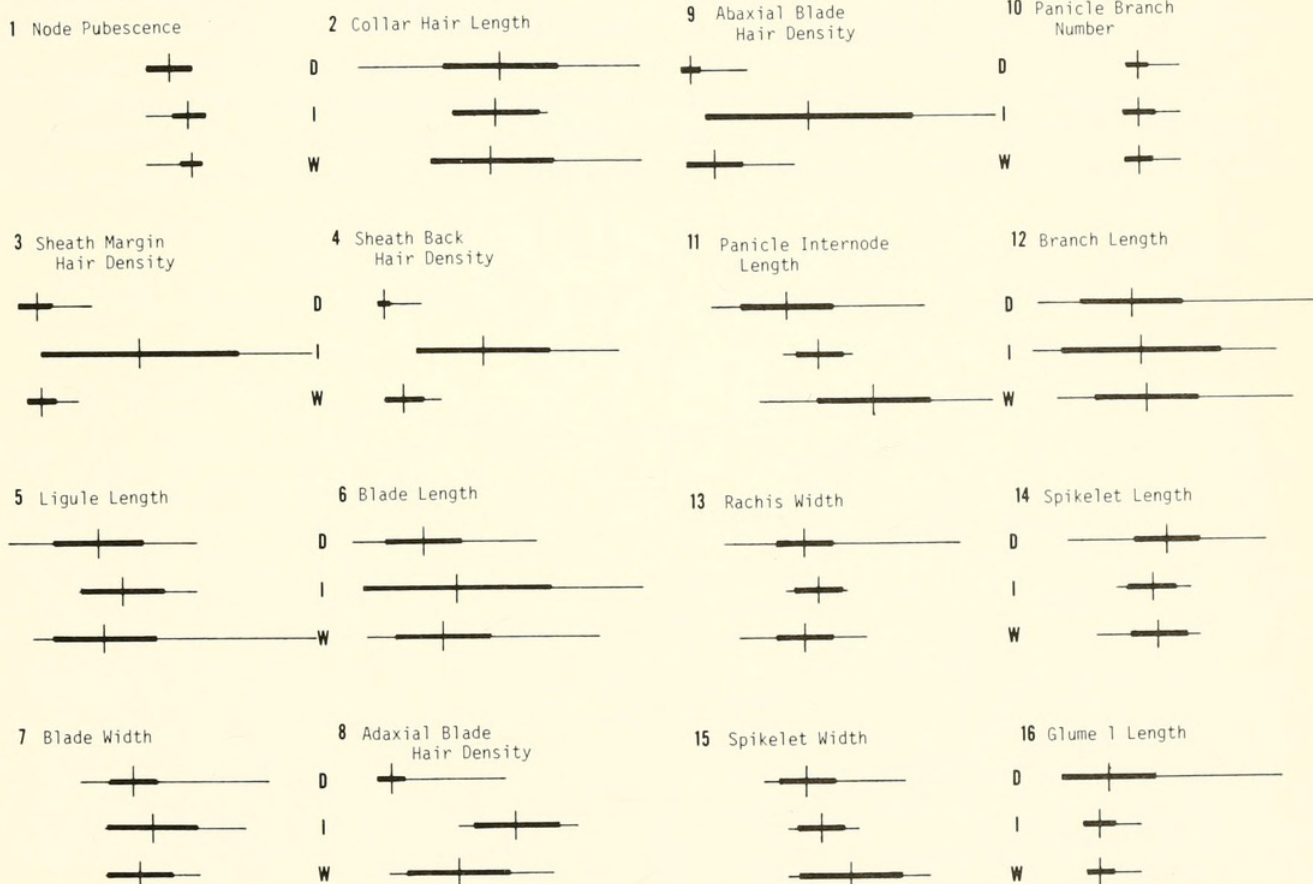 1 Node Pubescence
2 Collar Hair Length
9 Abaxial Blade
Hair Density
10 Panicle Branch
Number
D
D
I
I
W
W
3 Sheath Margin
Hair Density
4 Sheath Back
Hair Density
11 Panicle Internode
Length
12 Branch Length
D
D
I
I
W
W
5 Ligule Length
6 Blade Length
13 Rachis Width
14 Spikelet Length
D
D
I
I
W
W
7 Blade Width
8 Adaxial Blade
Hair Density
15 Spikelet Width
16 Glume 1 Length
D
D
I
I
W
W